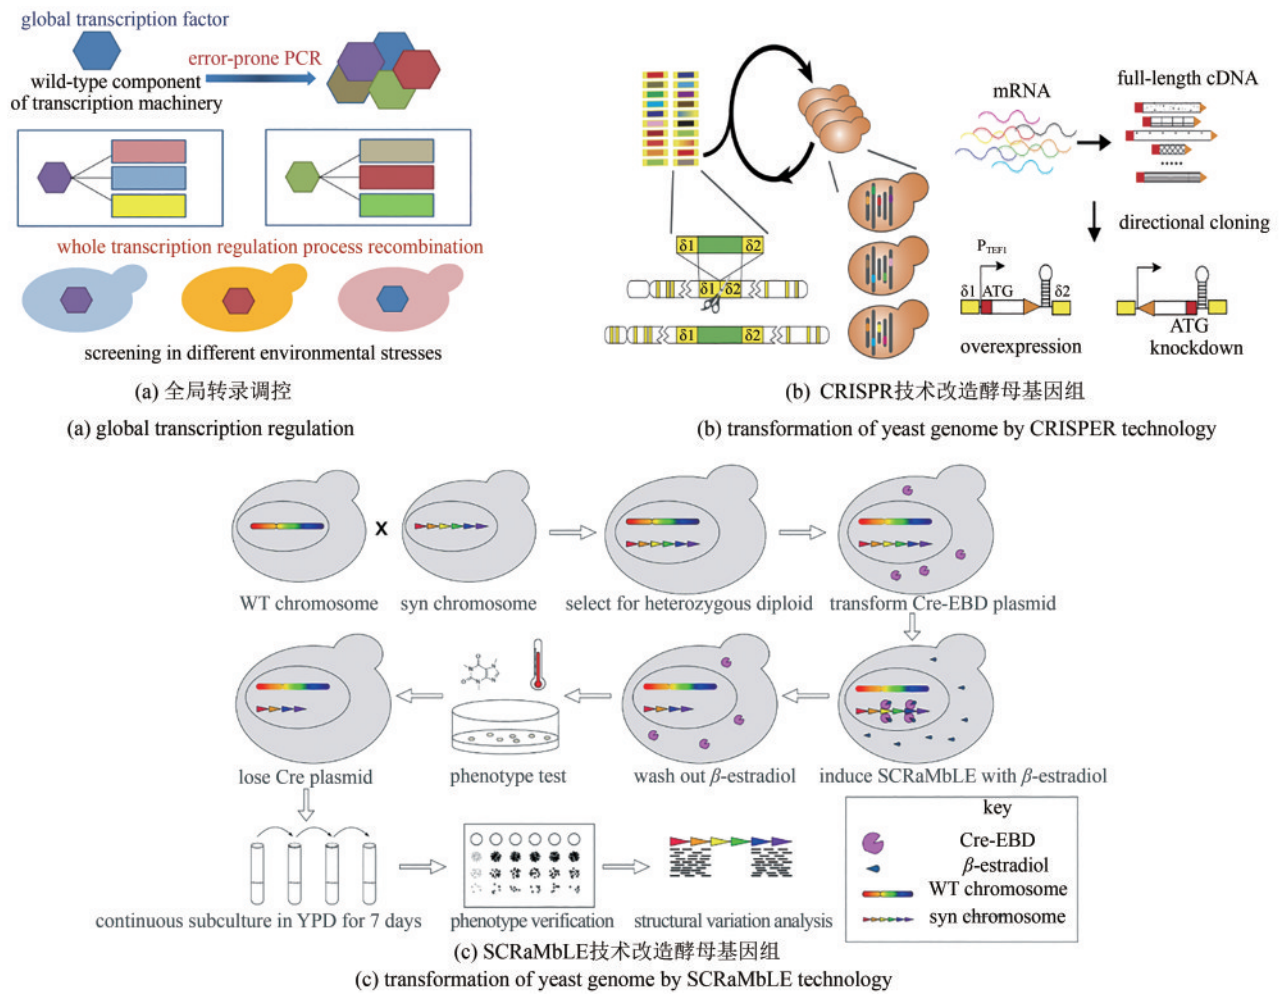 global transcription factor
error-prone PCR
wild-type component
of transcription machinery
whole transcription regulation process recombination
screening in different environmental stresses
(a) 全局转录调控
(a) global transcription regulation
mRNA
full-length cDNA
directional cloning
δ1
δ2
δ1 δ2
δ1
δ2
P_TEF1
δ1 ATG
δ2
overexpression
ATG
knockdown
(b) CRISPR技术改造酵母基因组
(b) transformation of yeast genome by CRISPER technology
X
WT chromosome
syn chromosome
select for heterozygous diploid
transform Cre-EBD plasmid
lose Cre plasmid
phenotype test
wash out β-estradiol
induce SCRaMbLE with β-estradiol
key
Cre-EBD
β-estradiol
WT chromosome
syn chromosome
continuous subculture in YPD for 7 days
phenotype verification
structural variation analysis
(c) SCRaMbLE技术改造酵母基因组
(c) transformation of yeast genome by SCRaMbLE technology